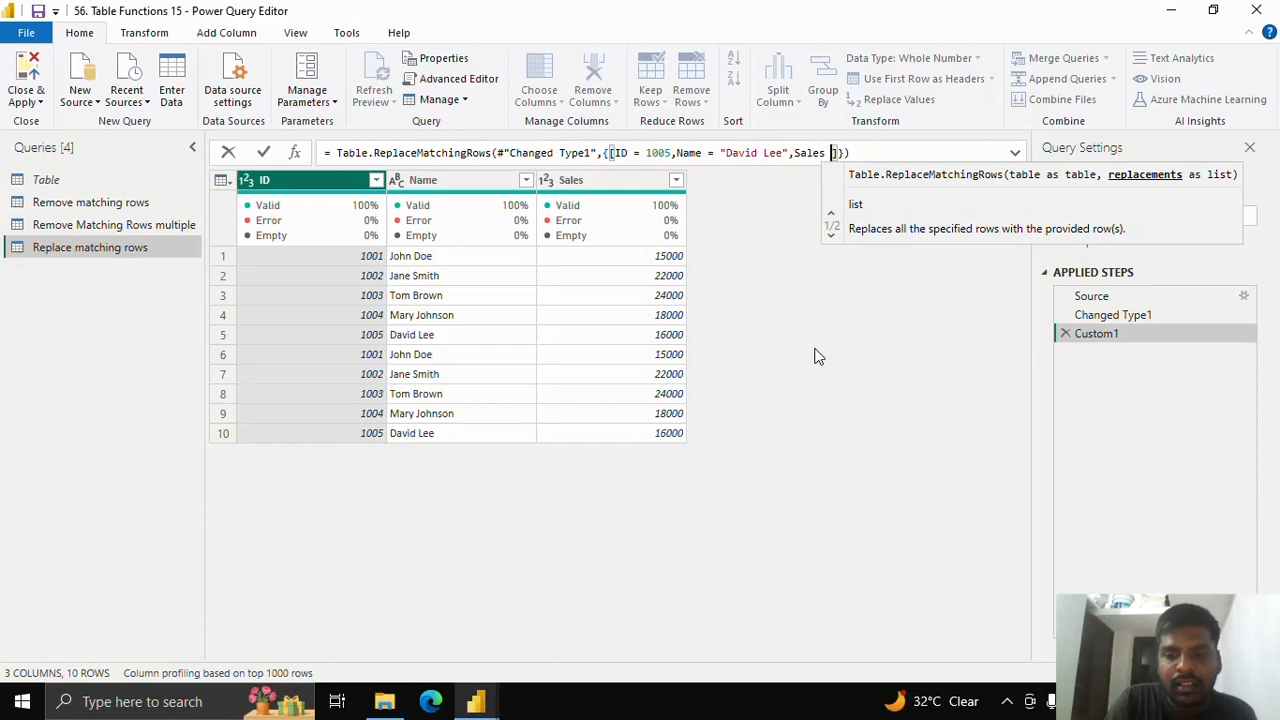 56. Table Functions 15 - Power Query Editor
File Home Transform Add Column View Tools Help
Close & Apply
New Source
Recent Sources
Enter Data
Data source settings
Manage Parameters
Refresh Preview
Properties
Advanced Editor
Manage
Choose Columns
Remove Columns
Keep Rows
Remove Rows
Split Column
Group By
Data Type: Whole Number
Use First Row as Headers
Replace Values
Merge Queries
Append Queries
Combine Files
Text Analytics
Vision
Azure Machine Learning
Close New Query Data Sources Parameters Query Manage Columns Reduce Rows Sort Transform Combine AI Insights
Queries [4]
Table
Remove matching rows
Remove Matching Rows multiple
Replace matching rows
= Table.ReplaceMatchingRows(#"Changed Type1",{[ID = 1005,Name = "David Lee",Sales ]})
Table.ReplaceMatchingRows(table as table, replacements as list)
list
1/2 Replaces all the specified rows with the provided row(s).
ID Name Sales
Valid 100% Valid 100% Valid 100%
Error 0% Error 0% Error 0%
Empty 0% Empty 0% Empty 0%
1 1001 John Doe 15000
2 1002 Jane Smith 22000
3 1003 Tom Brown 24000
4 1004 Mary Johnson 18000
5 1005 David Lee 16000
6 1001 John Doe 15000
7 1002 Jane Smith 22000
8 1003 Tom Brown 24000
9 1004 Mary Johnson 18000
10 1005 David Lee 16000
Query Settings
APPLIED STEPS
Source
Changed Type1
Custom1
3 COLUMNS, 10 ROWS Column profiling based on top 1000 rows
Type here to search
32°C Clear